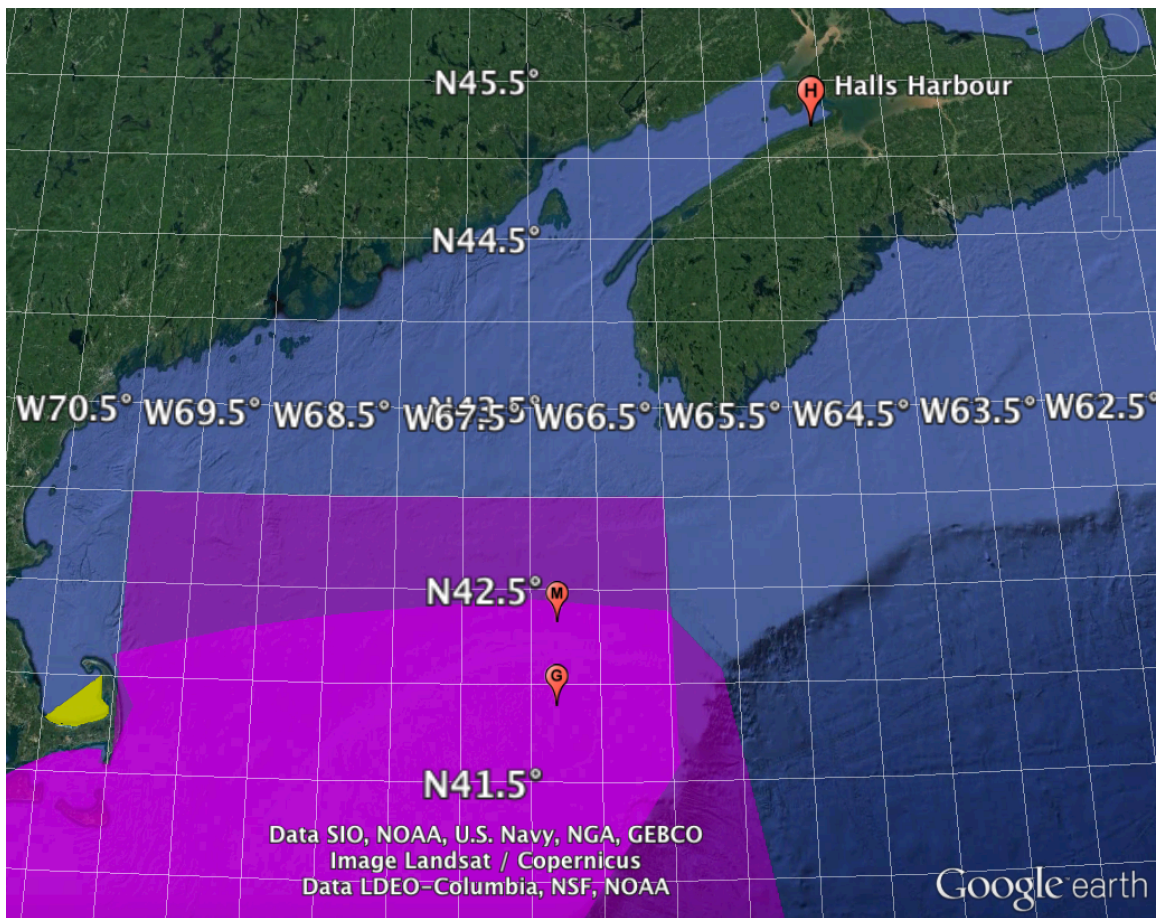 N45.5°
H Halls Harbour
N44.5°
W70.5° W69.5° W68.5° W67.5° W66.5° W65.5° W64.5° W63.5° W62.5°
N42.5°
M
G
N41.5°
Data SIO, NOAA, U.S. Navy, NGA, GEBCO
Image Landsat / Copernicus
Data LDEO-Columbia, NSF, NOAA
Google earth